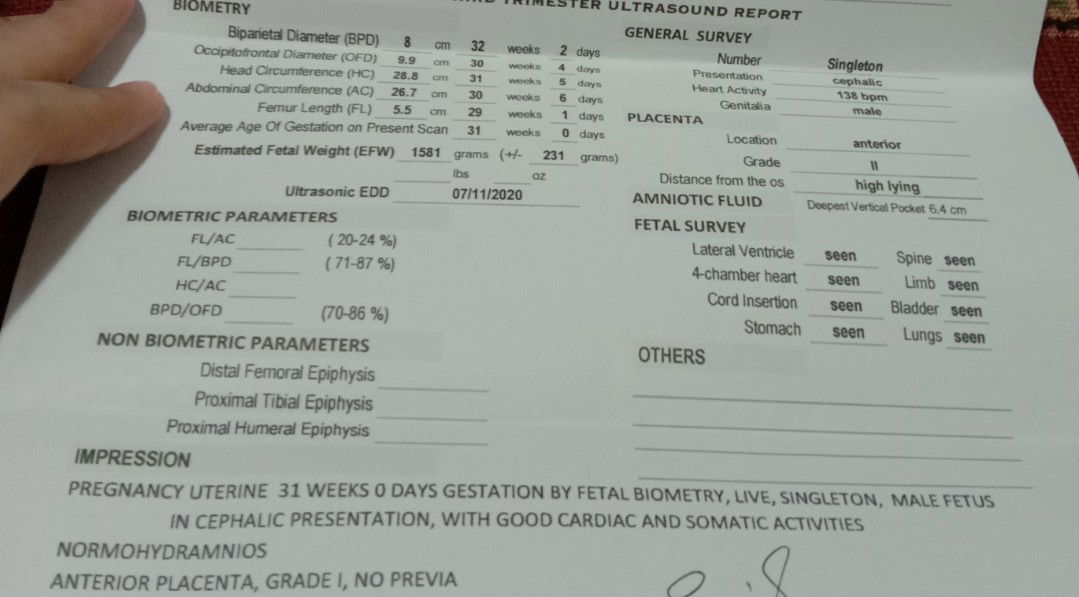 TRIMESTER ULTRASOUND REPORT
BIOMETRY
Biparietal Diameter (BPD) 8 cm 32 weeks 2 days
Occipitofrontal Diameter (OFD) 9.9 cm 30 weeks 4 days
Head Circumference (HC) 28.8 cm 31 weeks 5 days
Abdominal Circumference (AC) 26.7 cm 30 weeks 6 days
Femur Length (FL) 5.5 cm 29 weeks 1 days
Average Age Of Gestation on Present Scan 31 weeks 0 days
Estimated Fetal Weight (EFW) 1581 grams (+/- 231 grams)
lbs oz
Ultrasonic EDD 07/11/2020
BIOMETRIC PARAMETERS
FL/AC (20-24 %)
FL/BPD (71-87 %)
HC/AC
BPD/OFD (70-86 %)
NON BIOMETRIC PARAMETERS
Distal Femoral Epiphysis
Proximal Tibial Epiphysis
Proximal Humeral Epiphysis
GENERAL SURVEY
Number Singleton
Presentation cephalic
Heart Activity 138 bpm
Genitalia male
PLACENTA
Location anterior
Grade II
Distance from the os high lying
AMNIOTIC FLUID Deepest Vertical Pocket 6.4 cm
FETAL SURVEY
Lateral Ventricle seen Spine seen
4-chamber heart seen Limb seen
Cord Insertion seen Bladder seen
Stomach seen Lungs seen
OTHERS
IMPRESSION
PREGNANCY UTERINE 31 WEEKS 0 DAYS GESTATION BY FETAL BIOMETRY, LIVE, SINGLETON, MALE FETUS
IN CEPHALIC PRESENTATION, WITH GOOD CARDIAC AND SOMATIC ACTIVITIES
NORMOHYDRAMNIOS
ANTERIOR PLACENTA, GRADE I, NO PREVIA